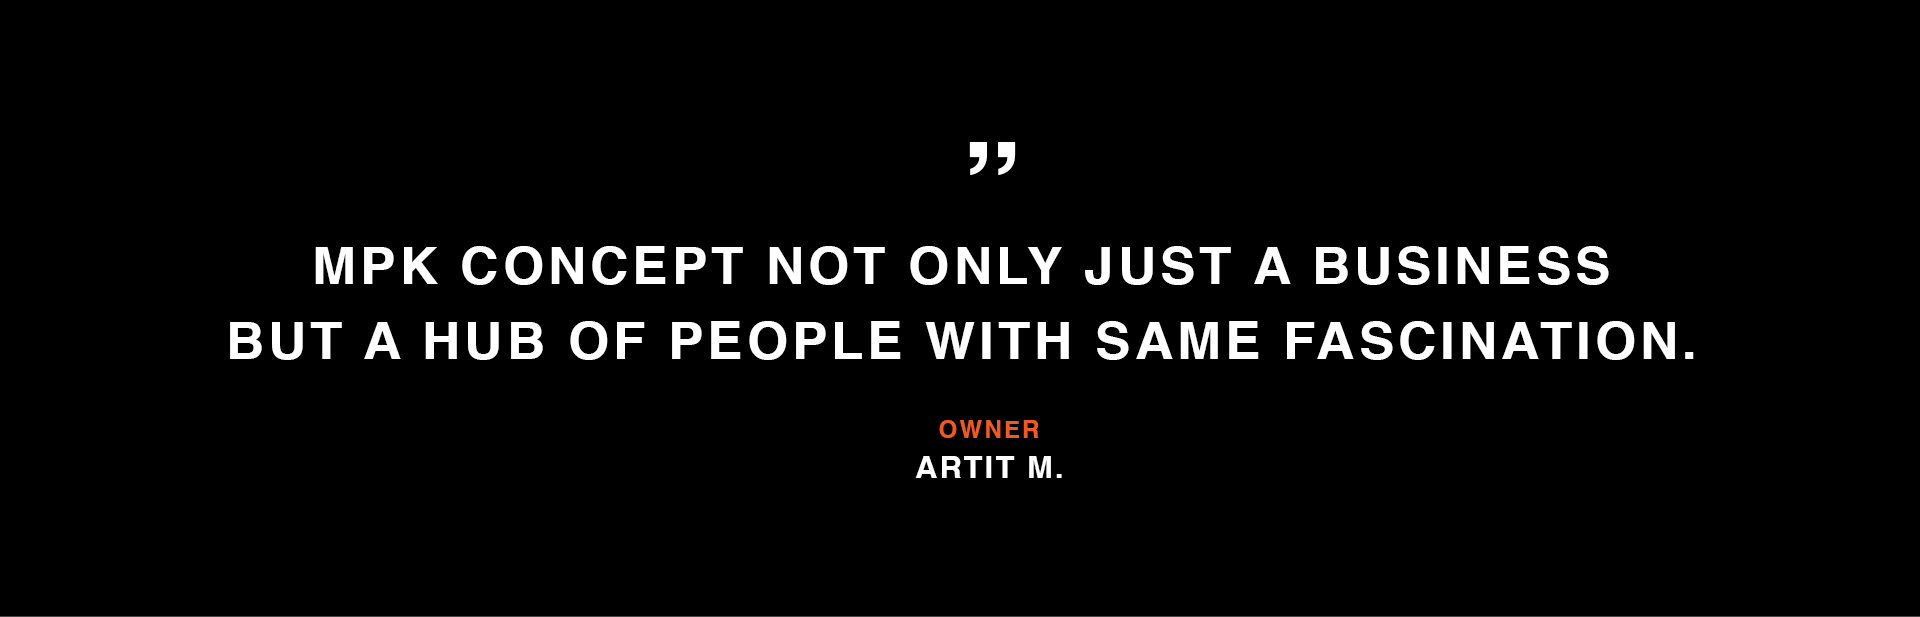 ”
MPK CONCEPT NOT ONLY JUST A BUSINESS
BUT A HUB OF PEOPLE WITH SAME FASCINATION.
OWNER
ARTIT M.